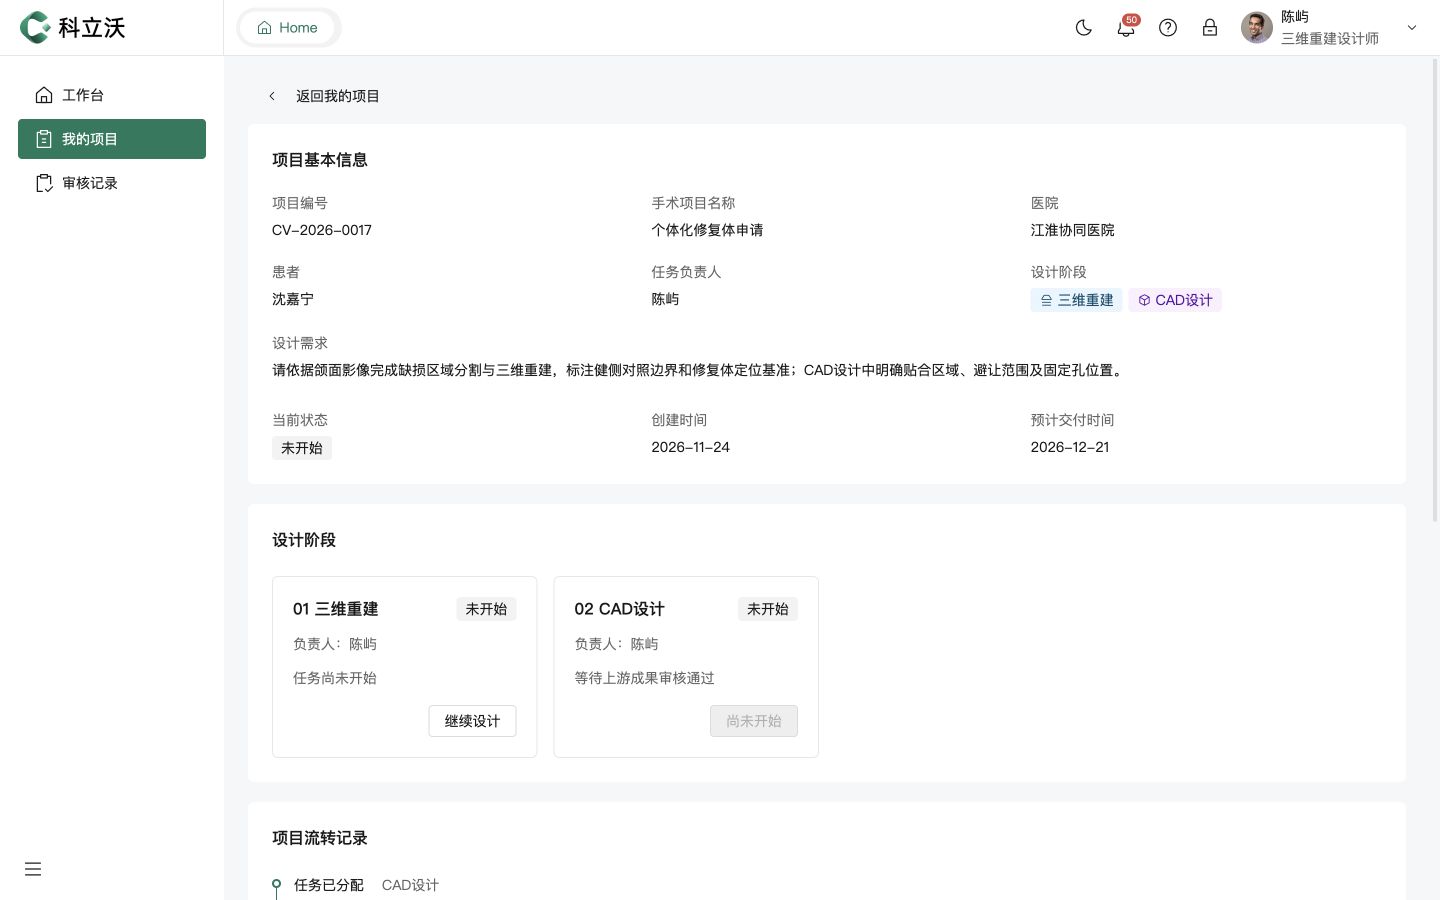 科立沃
Home
50
陈屿
三维重建设计师
工作台
我的项目
审核记录
返回我的项目
项目基本信息
项目编号
手术项目名称
医院
CV-2026-0017
个体化修复体申请
江淮协同医院
患者
任务负责人
设计阶段
沈嘉宁
陈屿
三维重建
CAD设计
设计需求
请依据颌面影像完成缺损区域分割与三维重建，标注健侧对照边界和修复体定位基准；CAD设计中明确贴合区域、避让范围及固定孔位置。
当前状态
创建时间
预计交付时间
未开始
2026-11-24
2026-12-21
设计阶段
01 三维重建
未开始
负责人：陈屿
任务尚未开始
继续设计
02 CAD设计
未开始
负责人：陈屿
等待上游成果审核通过
尚未开始
项目流转记录
任务已分配
CAD设计